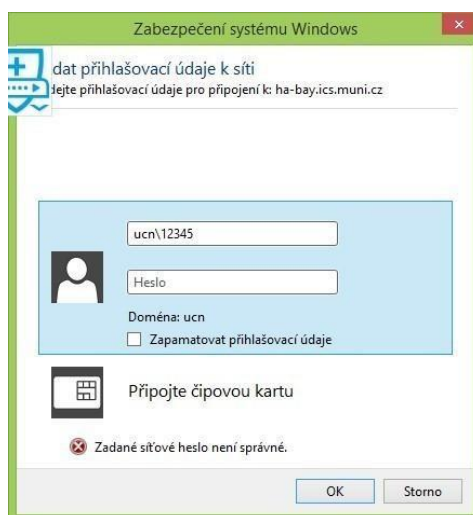 Zabezpečení systému Windows
dat přihlašovací údaje k síti
dejte přihlašovací údaje pro připojení k: ha-bay.ics.muni.cz
ucn\12345
Heslo
Doména: ucn
Zapamatovat přihlašovací údaje
Připojte čipovou kartu
Zadané síťové heslo není správné.
OK
Storno